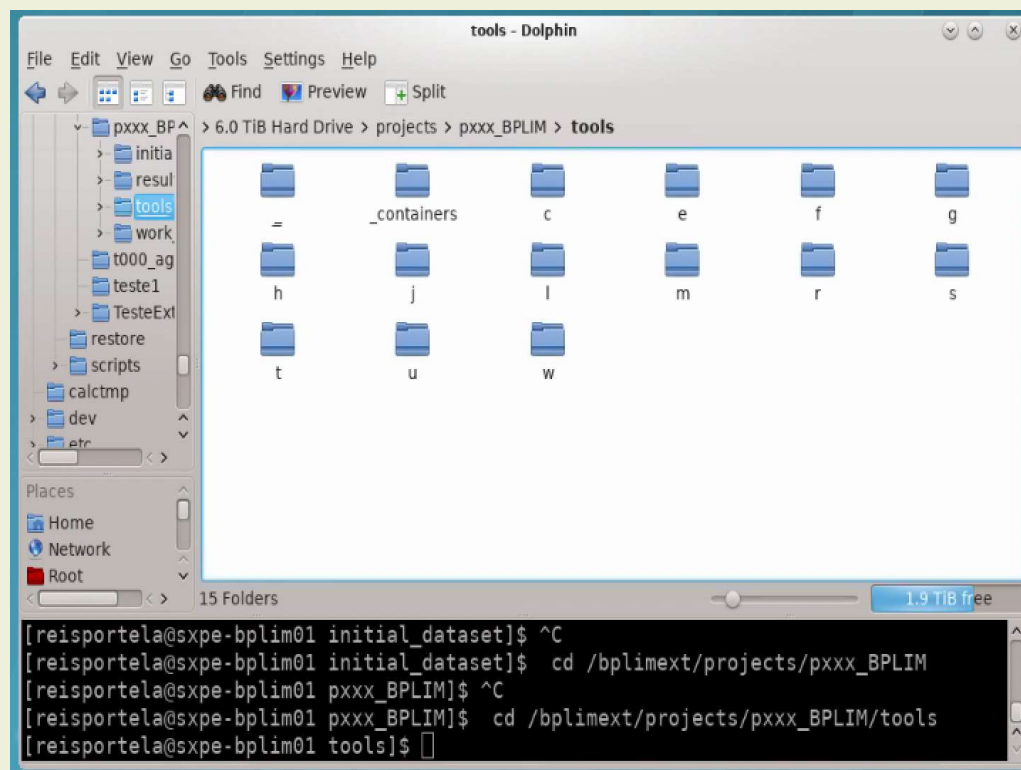 tools - Dolphin
File Edit View Go Tools Settings Help
Find Preview Split
> 6.0 TiB Hard Drive > projects > pxxx_BPLIM > tools
pxxx_BP
initia
resul
tools
work_
t000_ag
teste1
TesteExt
restore
scripts
calctmp
dev
etc
_ _containers c e f g
h j l m r s
t u w
Places
Home
Network
Root
15 Folders
1.9 TiB free
[reisportela@sxpe-bplim01 initial_dataset]$ ^C
[reisportela@sxpe-bplim01 initial_dataset]$  cd /bplimext/projects/pxxx_BPLIM
[reisportela@sxpe-bplim01 pxxx_BPLIM]$ ^C
[reisportela@sxpe-bplim01 pxxx_BPLIM]$  cd /bplimext/projects/pxxx_BPLIM/tools
[reisportela@sxpe-bplim01 tools]$